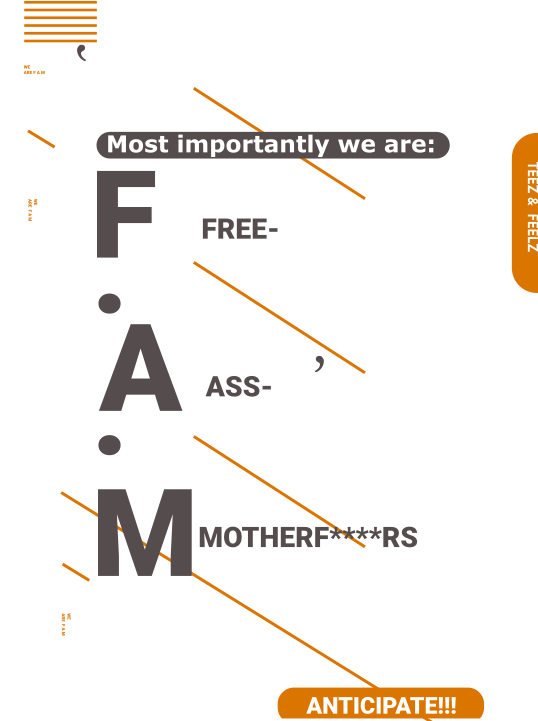 WE
ARE F A M
Most importantly we are:
F
FREE-
TEEZ & FEELZ
WE
ARE F A M
A
ASS-
M
MOTHERF****RS
WE
ARE F A M
ANTICIPATE!!!